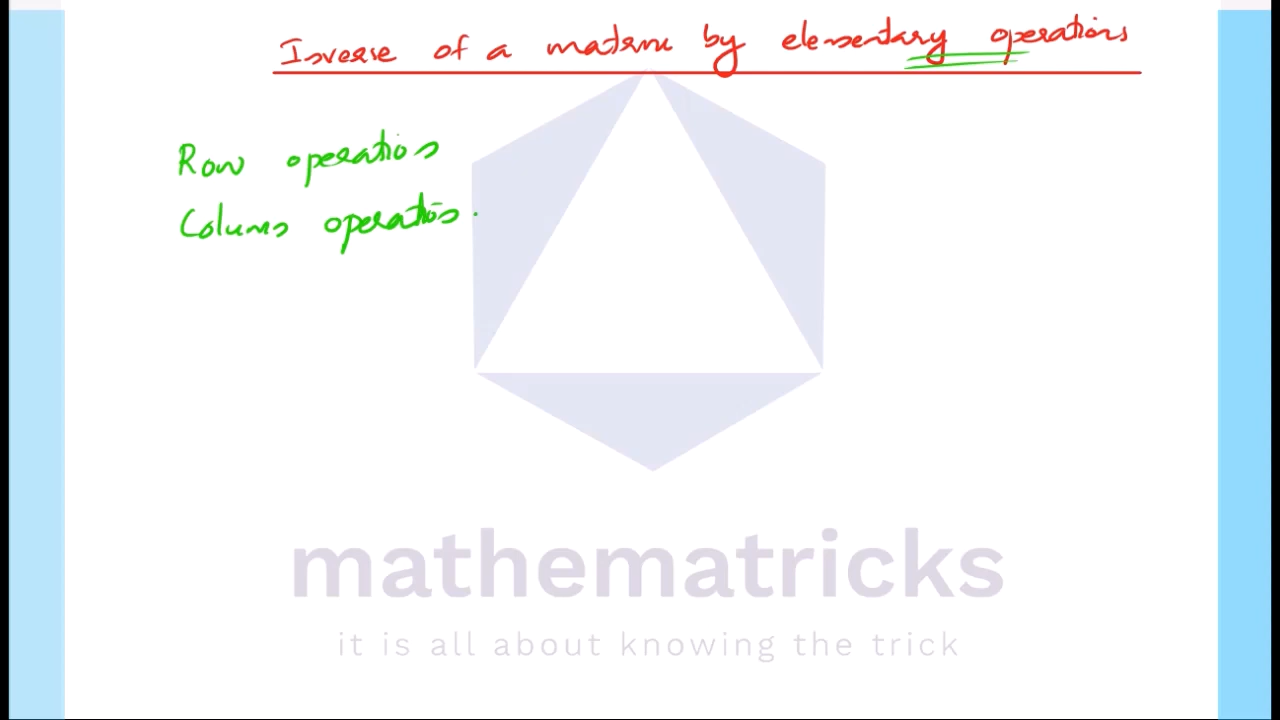 Inverse of a matrix by elementary operations
Row operations
Column operations.
mathematricks
it is all about knowing the trick